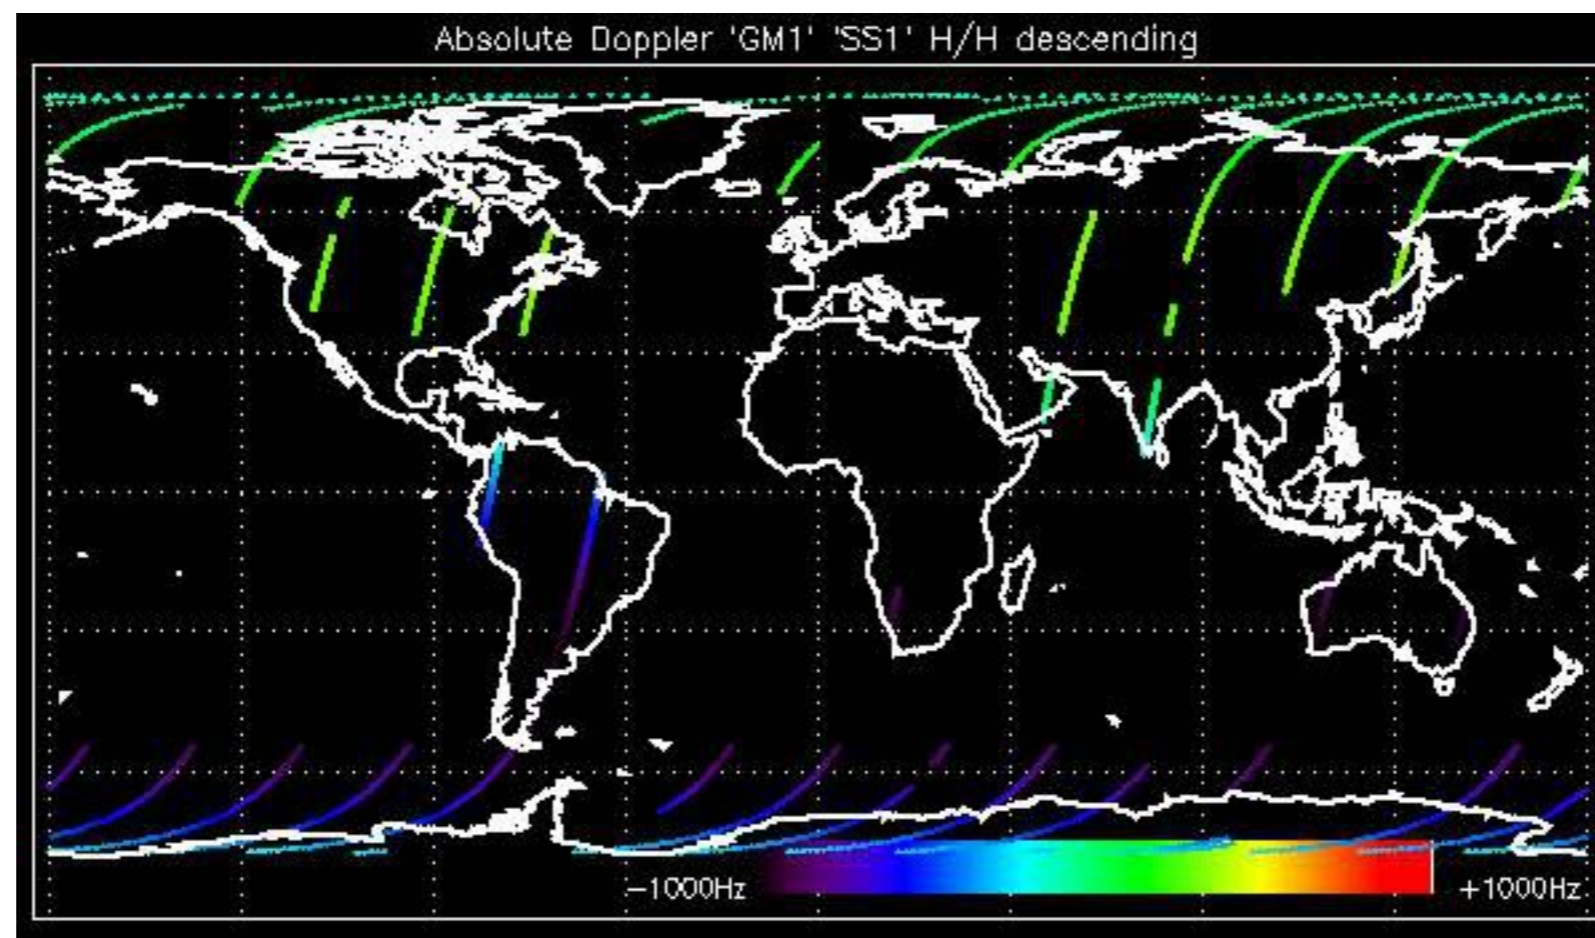 Absolute Doppler 'GM1' 'SS1' H/H descending
−1000Hz
+1000Hz